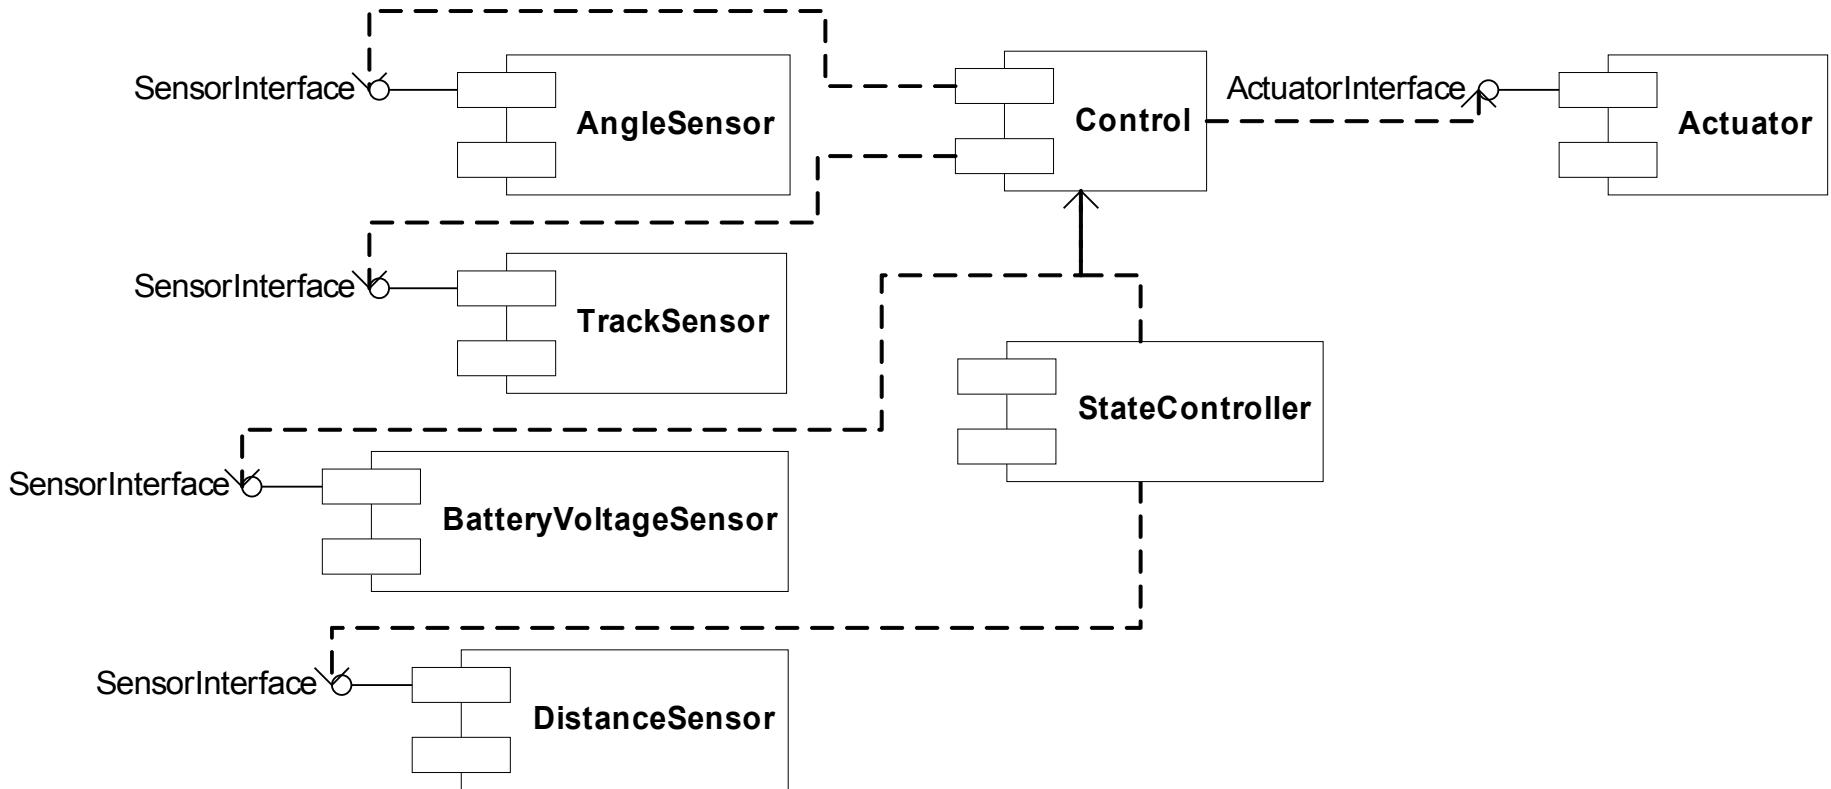 SensorInterface
AngleSensor
Control
ActuatorInterface
Actuator
SensorInterface
TrackSensor
StateController
SensorInterface
BatteryVoltageSensor
SensorInterface
DistanceSensor